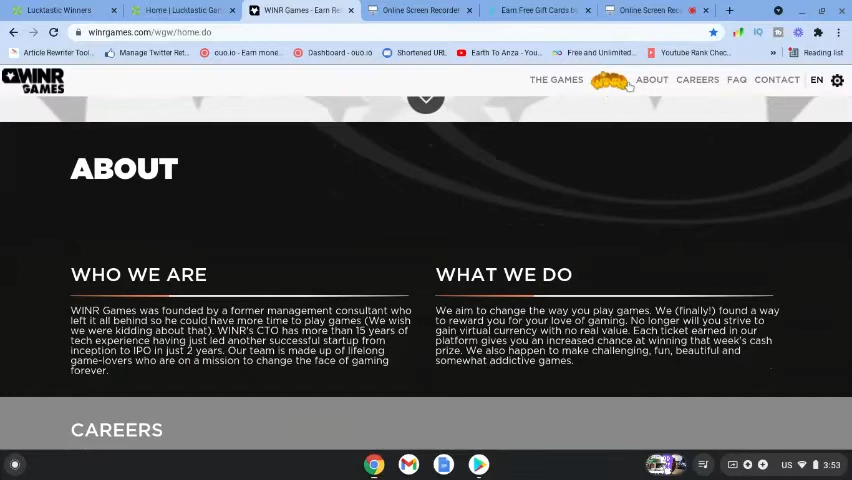 Lucktastic Winners
Home | Lucktastic Gam
WINR Games - Earn Re
Online Screen Recorder
Earn Free Gift Cards b
Online Screen Rec
winrgames.com/wgw/home.do
Article Rewriter Tool...
Manage Twitter Ret...
ouo.io - Earn mone...
Dashboard - ouo.io
Shortened URL
Earth To Anza - You...
Free and Unlimited...
Youtube Rank Chec...
»
Reading list
WINR GAMES
THE GAMES
WINRS
ABOUT
CAREERS
FAQ
CONTACT
EN
ABOUT
WHO WE ARE
WINR Games was founded by a former management consultant who
left it all behind so he could have more time to play games (We wish
we were kidding about that). WINR's CTO has more than 15 years of
tech experience having just led another successful startup from
inception to IPO in just 2 years. Our team is made up of lifelong
game-lovers who are on a mission to change the face of gaming
forever.
WHAT WE DO
We aim to change the way you play games. We (finally!) found a way
to reward you for your love of gaming. No longer will you strive to
gain virtual currency with no real value. Each ticket earned in our
platform gives you an increased chance at winning that week's cash
prize. We also happen to make challenging, fun, beautiful and
somewhat addictive games.
CAREERS
US
3:53